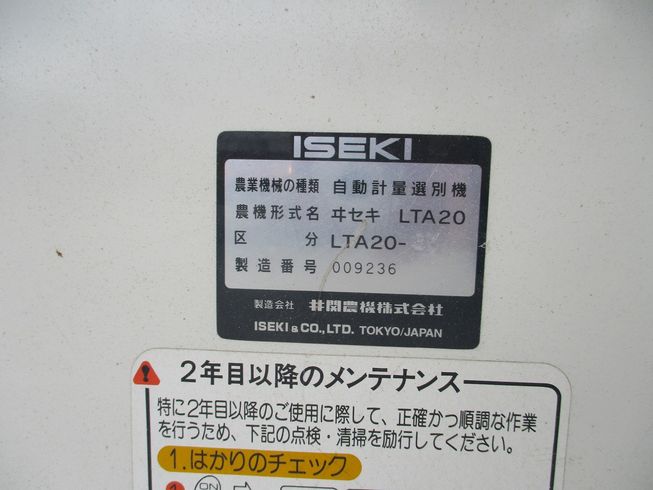 ISEKI
農業機械の種類 自動計量選別機
農機形式名 ヰセキ LTA20
区分 LTA20-
製造番号 009236
製造会社 井関農機株式会社
ISEKI & CO., LTD. TOKYO/JAPAN
2年目以降のメンテナンス
特に2年目以降のご使用に際して、正確かつ順調な作業
を行うため、下記の点検・清掃を励行してください。
1.はかりのチェック
1 ON